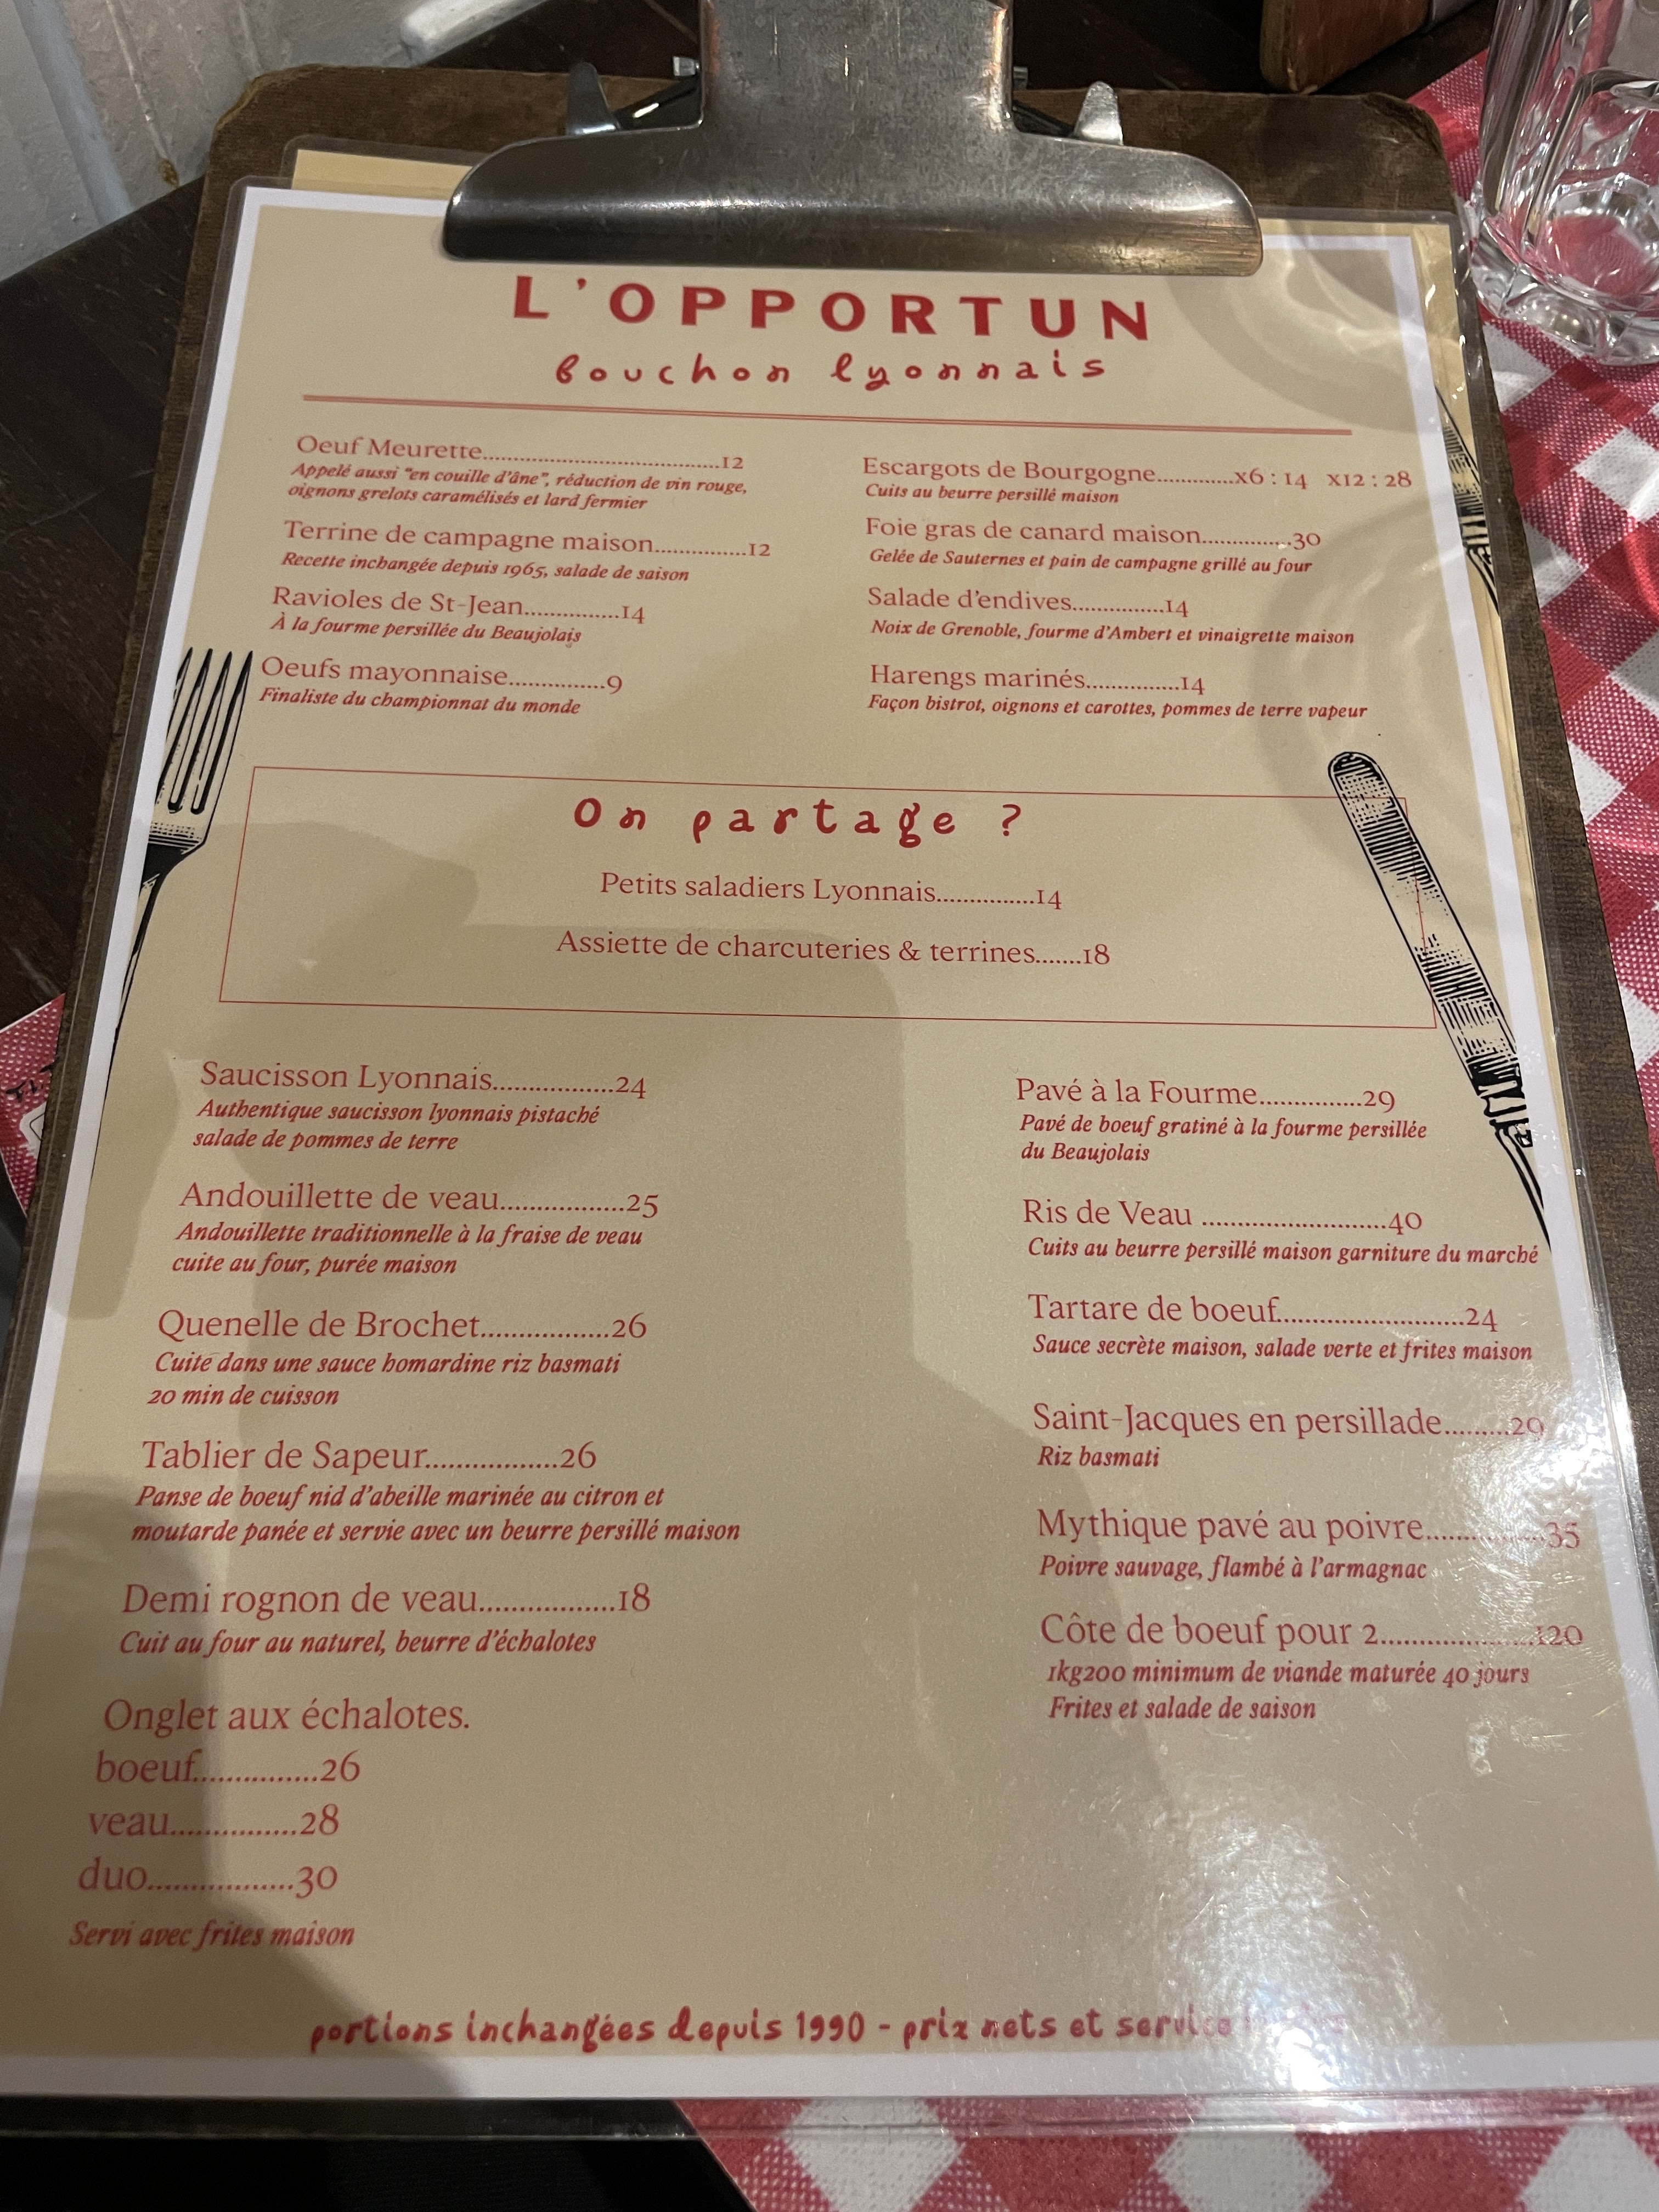 L'OPPORTUN
bouchon lyonnais
Oeuf Meurette.......................................12
Appelé aussi "en couille d'âne", réduction de vin rouge,
oignons grelots caramélisés et lard fermier
Terrine de campagne maison...............12
Recette inchangée depuis 1965, salade de saison
Ravioles de St-Jean...............14
À la fourme persillée du Beaujolais
Oeufs mayonnaise...............9
Finaliste du championnat du monde
Escargots de Bourgogne............x6 : 14 x12 : 28
Cuits au beurre persillé maison
Foie gras de canard maison...............30
Gelée de Sauternes et pain de campagne grillé au four
Salade d'endives...............14
Noix de Grenoble, fourme d'Ambert et vinaigrette maison
Harengs marinés...............14
Façon bistrot, oignons et carottes, pommes de terre vapeur
On partage ?
Petits saladiers Lyonnais...............14
Assiette de charcuteries & terrines.......18
Saucisson Lyonnais.................24
Authentique saucisson lyonnais pistaché
salade de pommes de terre
Andouillette de veau.................25
Andouillette traditionnelle à la fraise de veau
cuite au four, purée maison
Quenelle de Brochet.................26
Cuite dans une sauce homardine riz basmati
20 min de cuisson
Tablier de Sapeur.................26
Panse de boeuf nid d'abeille marinée au citron et
moutarde panée et servie avec un beurre persillé maison
Demi rognon de veau.................18
Cuit au four au naturel, beurre d'échalotes
Onglet aux échalotes.
boeuf...............26
veau...............28
duo.................30
Servi avec frites maison
Pavé à la Fourme...............29
Pavé de boeuf gratiné à la fourme persillée
du Beaujolais
Ris de Veau ..........................40
Cuits au beurre persillé maison garniture du marché
Tartare de boeuf..........................24
Sauce secrète maison, salade verte et frites maison
Saint-Jacques en persillade.........29
Riz basmati
Mythique pavé au poivre................35
Poivre sauvage, flambé à l'armagnac
Côte de boeuf pour 2.....................120
1kg200 minimum de viande maturée 40 jours
Frites et salade de saison
portions inchangées depuis 1990 - prix nets et service